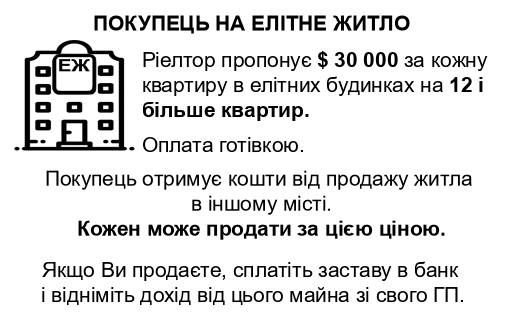 ПОКУПЕЦЬ НА ЕЛІТНЕ ЖИТЛО
ЕЖ
Ріелтор пропонує $ 30 000 за кожну
квартиру в елітних будинках на 12 і
більше квартир.
Оплата готівкою.
Покупець отримує кошти від продажу житла
в іншому місті.
Кожен може продати за цією ціною.
Якщо Ви продаєте, сплатіть заставу в банк
і відніміть дохід від цього майна зі свого ГП.